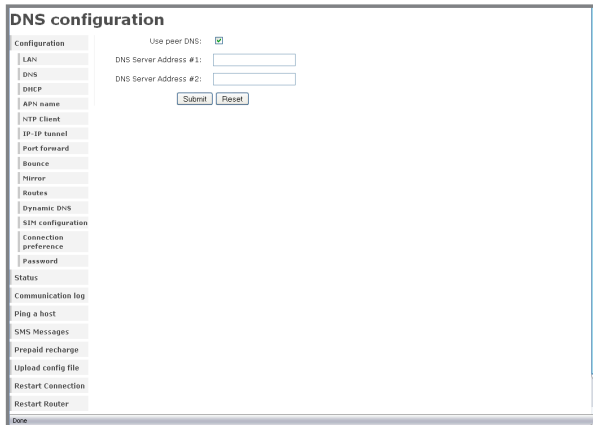 DNS configuration
Configuration
LAN
DNS
DHCP
APN name
NTP Client
IP-IP tunnel
Port forward
Bounce
Mirror
Routes
Dynamic DNS
SIM configuration
Connection
preference
Password
Status
Communication log
Ping a host
SMS Messages
Prepaid recharge
Upload config file
Restart Connection
Restart Router
Use peer DNS:
DNS Server Address #1:
DNS Server Address #2:
Submit Reset
Done